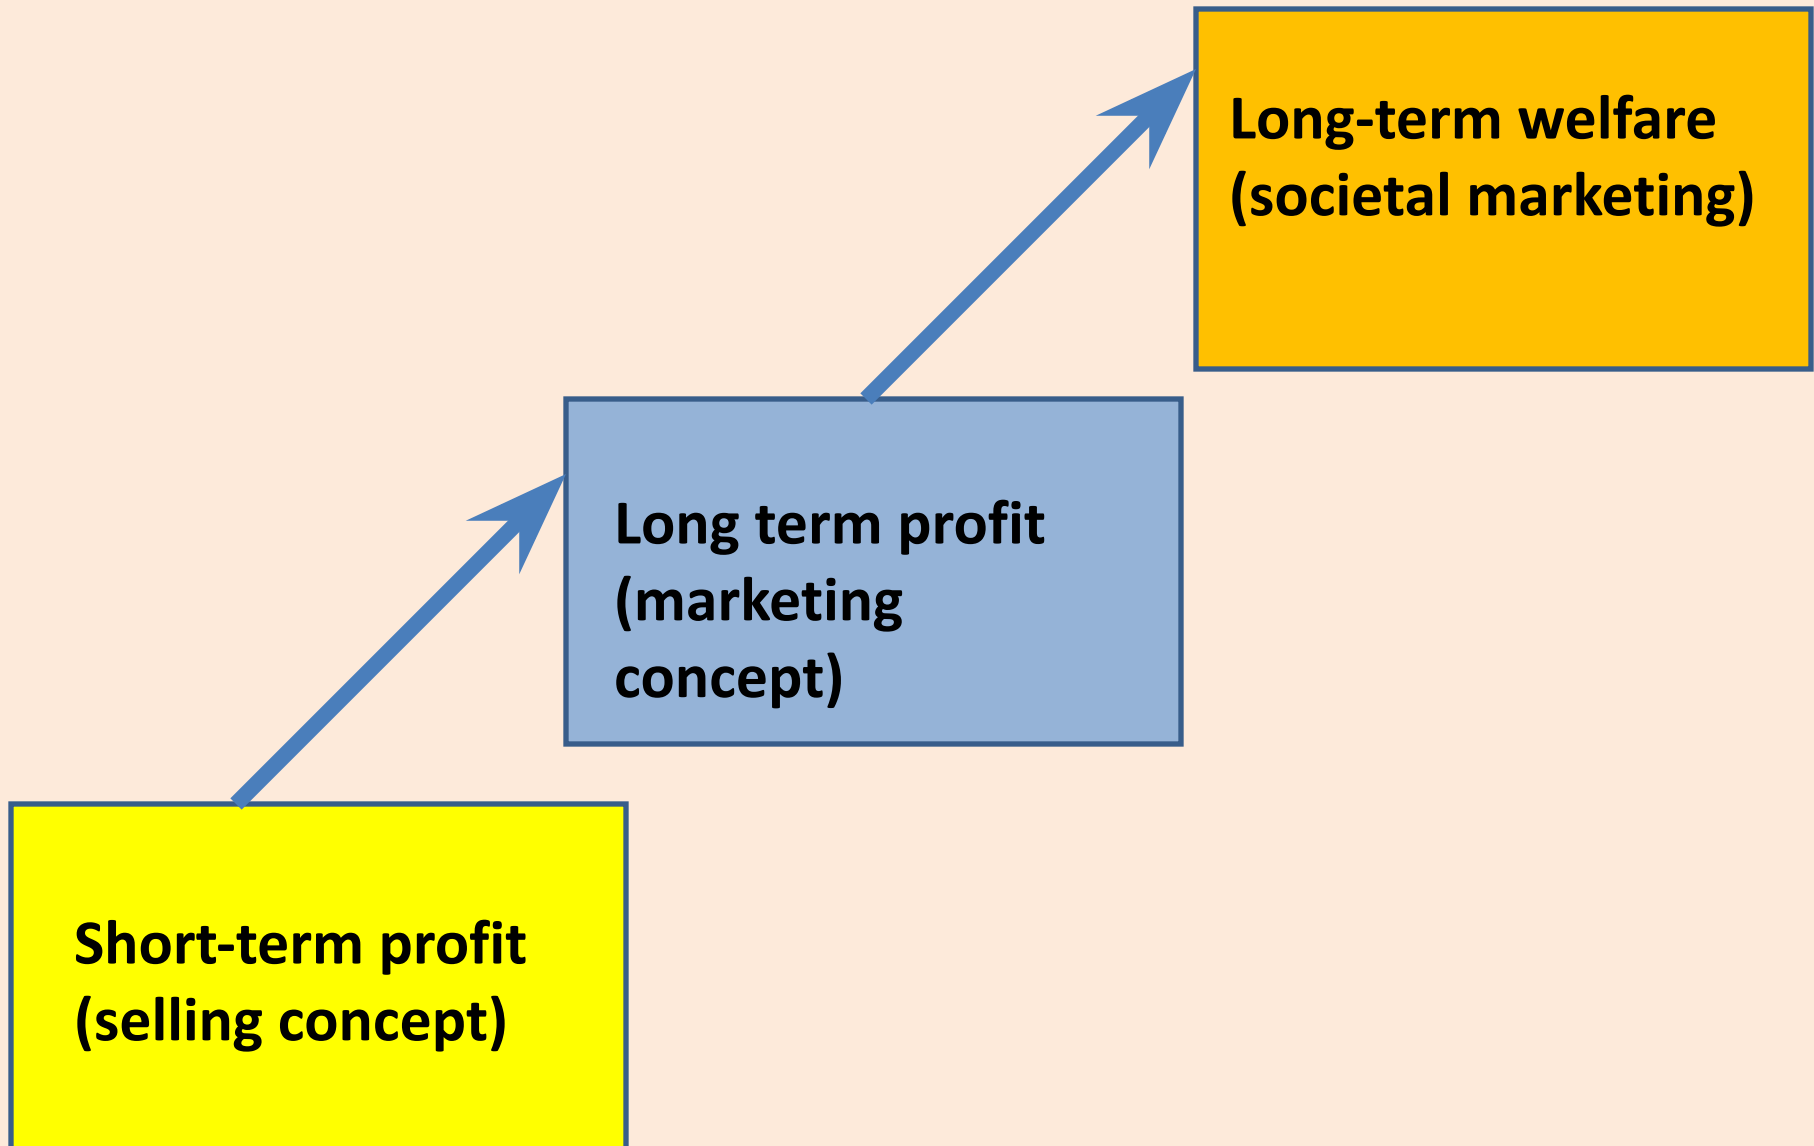 Long-term welfare
(societal marketing)
Long term profit
(marketing
concept)
Short-term profit
(selling concept)